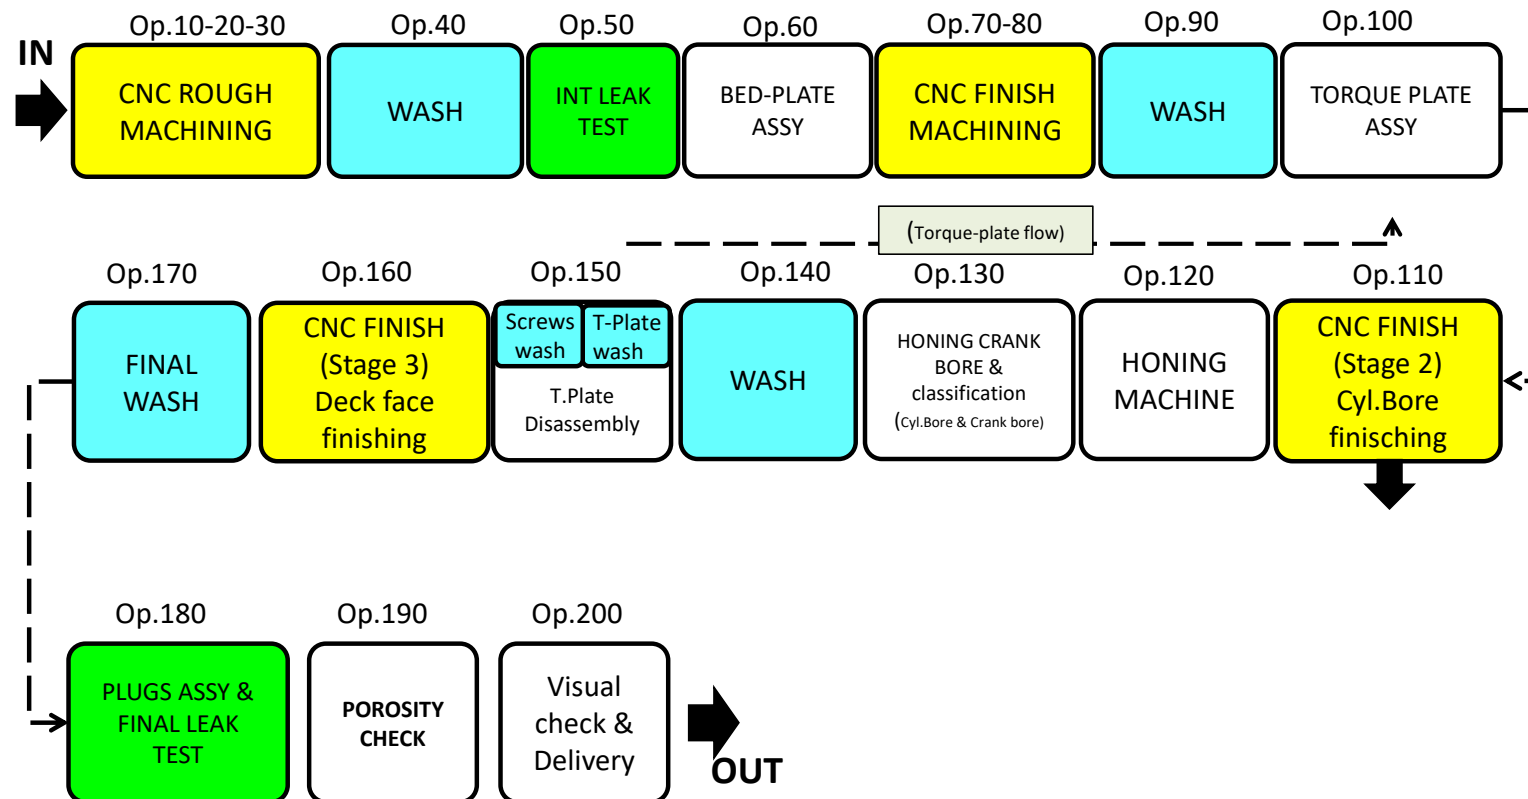 Op.10-20-30
Op.40
Op.50
Op.60
Op.70-80
Op.90
Op.100
IN
CNC ROUGH
MACHINING
WASH
INT LEAK
TEST
BED-PLATE
ASSY
CNC FINISH
MACHINING
WASH
TORQUE PLATE
ASSY
(Torque-plate flow)
Op.170
Op.160
Op.150
Op.140
Op.130
Op.120
Op.110
FINAL
WASH
CNC FINISH
(Stage 3)
Deck face
finishing
Screws
wash
T-Plate
wash
T.Plate
Disassembly
WASH
HONING CRANK
BORE &
classification
(Cyl.Bore & Crank bore)
HONING
MACHINE
CNC FINISH
(Stage 2)
Cyl.Bore
finisching
Op.180
Op.190
Op.200
PLUGS ASSY &
FINAL LEAK
TEST
POROSITY
CHECK
Visual
check &
Delivery
OUT